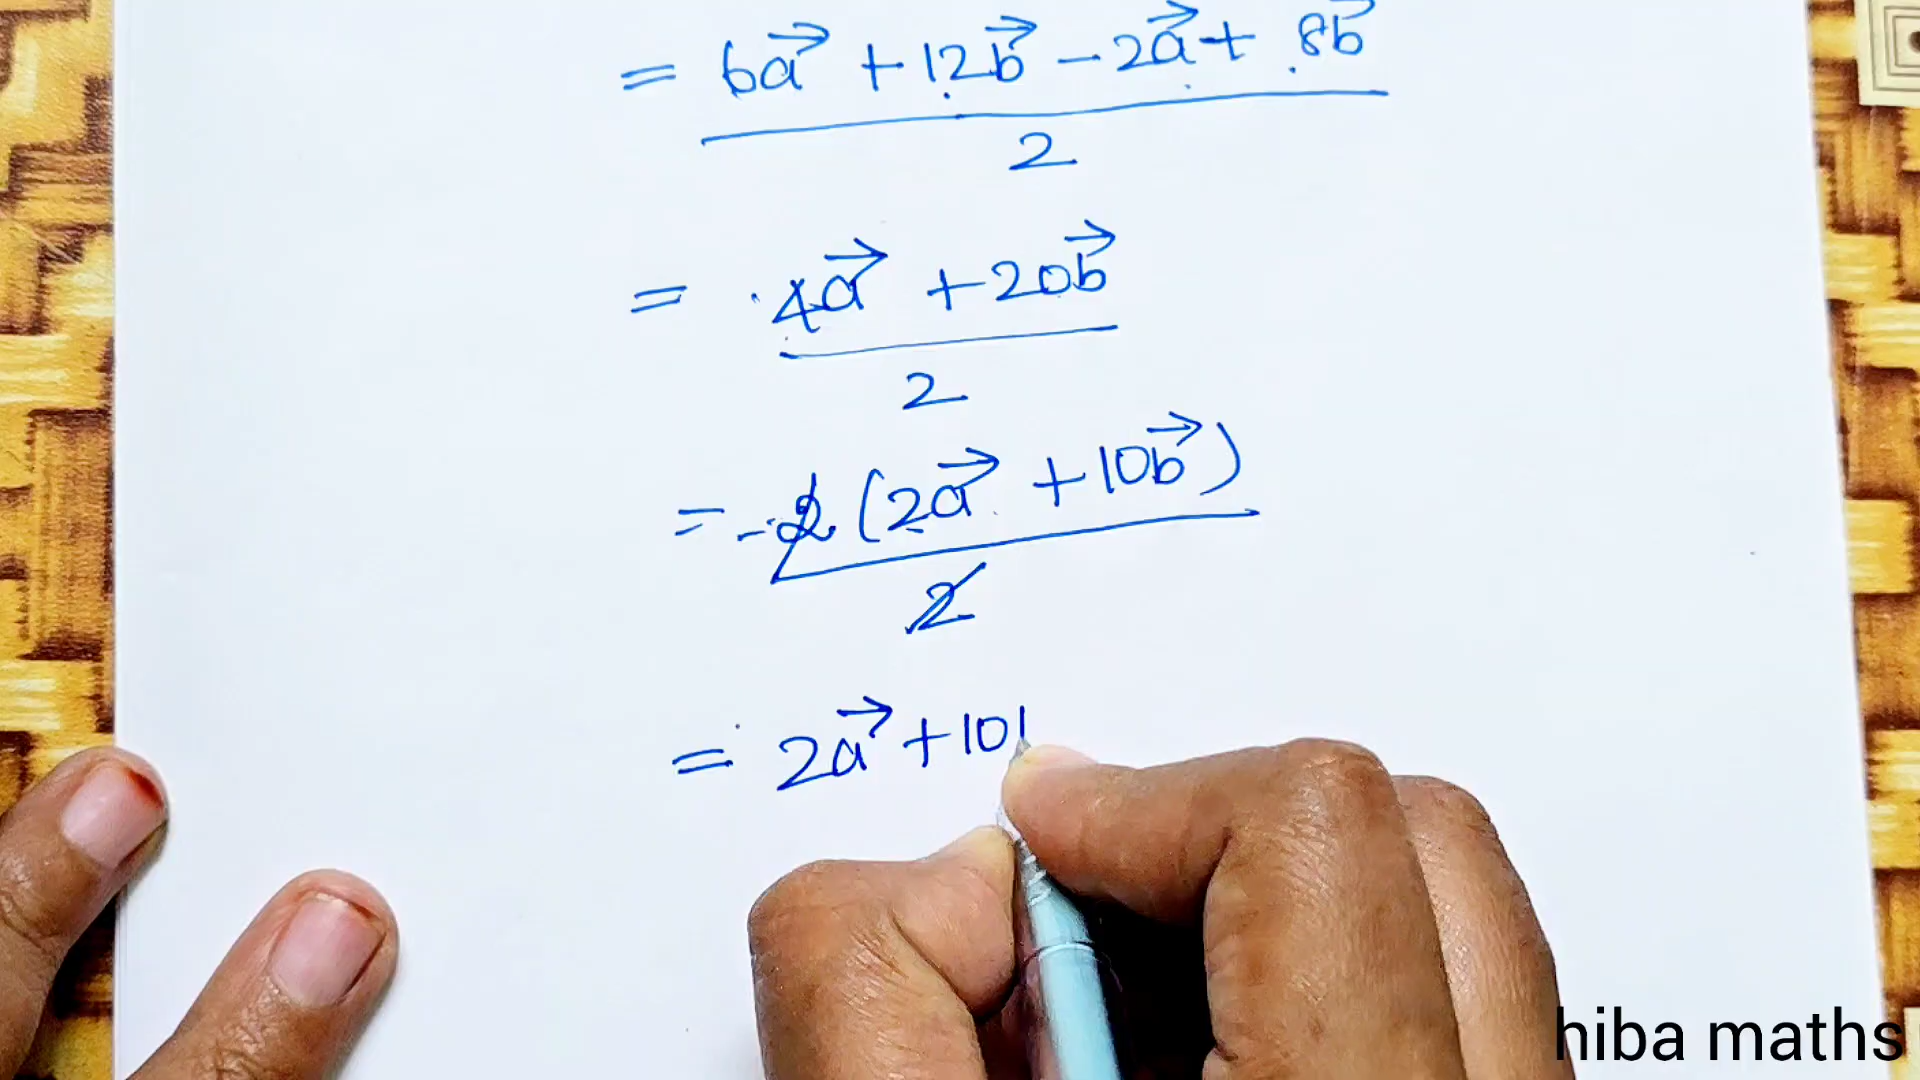 = 6a⃗ + 12b⃗ - 2a⃗ + 8b⃗
2
= 4a⃗ + 20b⃗
2
= 2 (2a⃗ + 10b⃗)
2
= 2a⃗ + 10
hiba maths